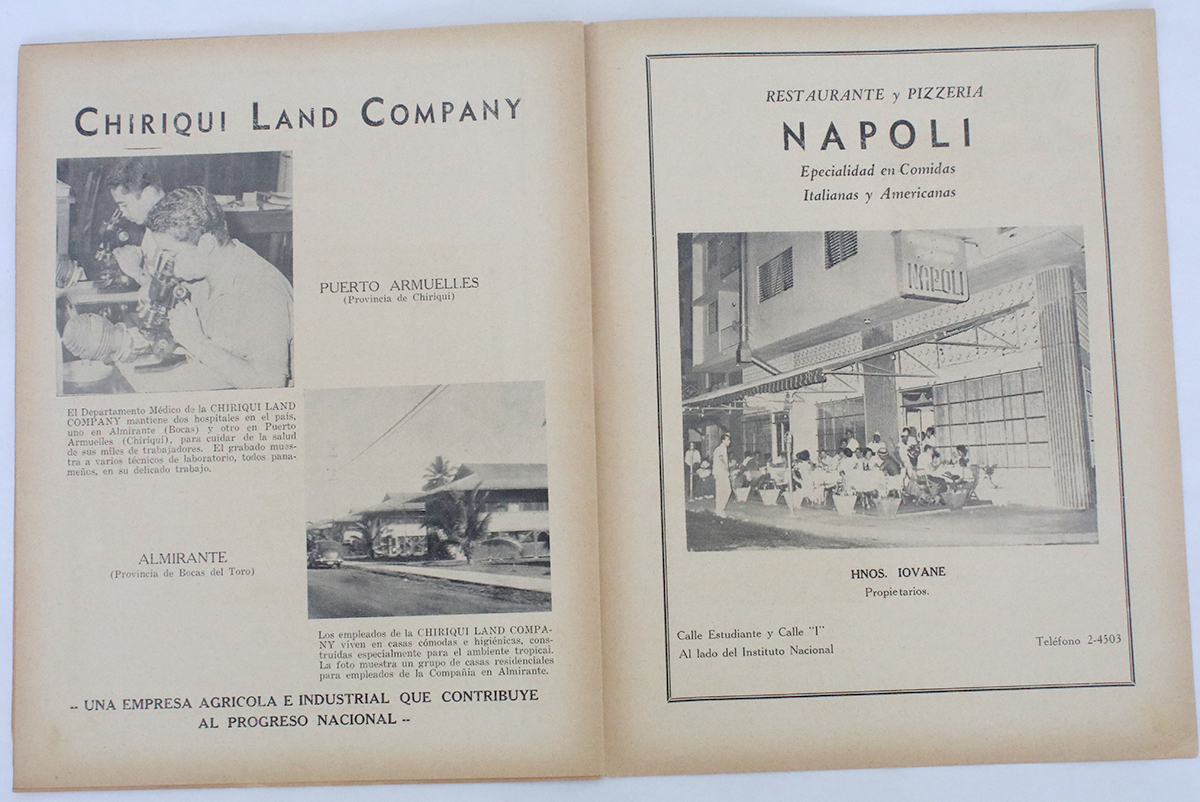 CHIRIQUI LAND COMPANY
PUERTO ARMUELLES
(Provincia de Chiriqui)
El Departamento Médico de la CHIRIQUI LAND
COMPANY mantiene dos hospitales en el país,
uno en Almirante (Bocas) y otro en Puerto
Armuelles (Chiriquí), para cuidar de la salud
de sus miles de trabajadores. El grabado mues-
tra a varios técnicos de laboratorio, todos pana-
meños, en su delicado trabajo.
ALMIRANTE
(Provincia de Bocas del Toro)
Los empleados de la CHIRIQUI LAND COMPA-
NY viven en casas cómodas e higiénicas, cons-
truídas especialmente para el ambiente tropical.
La foto muestra un grupo de casas residenciales
para empleados de la Compañía en Almirante.
-- UNA EMPRESA AGRICOLA E INDUSTRIAL QUE CONTRIBUYE
AL PROGRESO NACIONAL --
RESTAURANTE y PIZZERIA
NAPOLI
Epecialidad en Comidas
Italianas y Americanas
NAPOLI
HNOS. IOVANE
Propietarios.
Calle Estudiante y Calle "I"
Al lado del Instituto Nacional
Teléfono 2-4503